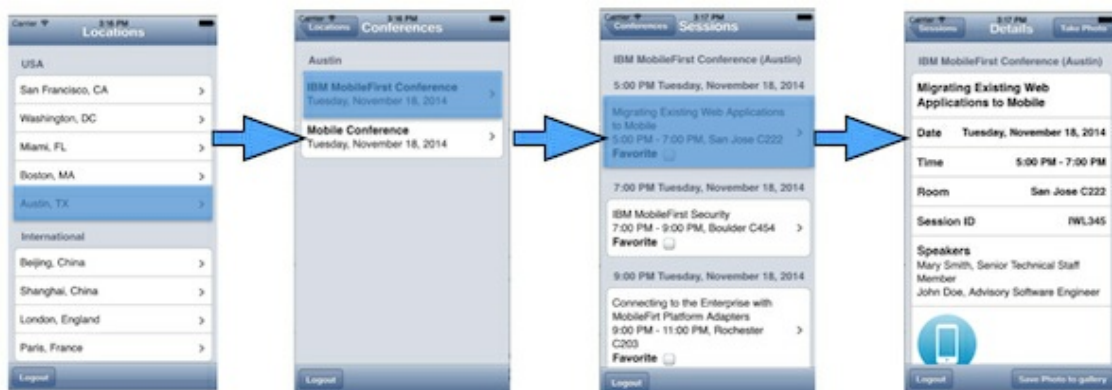 Carrier 3:16 PM
Locations
USA
San Francisco, CA
Washington, DC
Miami, FL
Boston, MA
Austin, TX
International
Beijing, China
Shanghai, China
London, England
Paris, France
Logout
Carrier 3:16 PM
Locations Conferences
Austin
IBM MobileFirst Conference
Tuesday, November 18, 2014
Mobile Conference
Tuesday, November 18, 2014
Logout
Carrier 3:17 PM
Conferences Sessions
IBM MobileFirst Conference (Austin)
5:00 PM Tuesday, November 18, 2014
Migrating Existing Web Applications
to Mobile
5:00 PM - 7:00 PM, San Jose C222
Favorite
7:00 PM Tuesday, November 18, 2014
IBM MobileFirst Security
7:00 PM - 9:00 PM, Boulder C454
Favorite
9:00 PM Tuesday, November 18, 2014
Connecting to the Enterprise with
MobileFirt Platform Adapters
9:00 PM - 11:00 PM, Rochester
C203
Favorite
Logout
Carrier 3:17 PM
Sessions Details Take Photo
IBM MobileFirst Conference (Austin)
Migrating Existing Web
Applications to Mobile
Date Tuesday, November 18, 2014
Time 5:00 PM - 7:00 PM
Room San Jose C222
Session ID IWL345
Speakers
Mary Smith, Senior Technical Staff
Member
John Doe, Advisory Software Engineer
Logout Save Photo to gallery